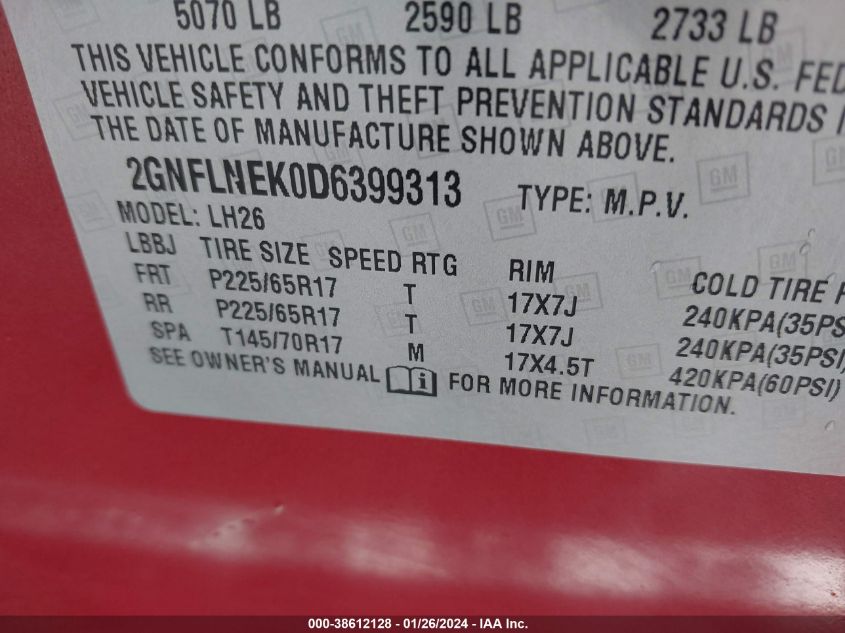 5070 LB 2590 LB 2733 LB
THIS VEHICLE CONFORMS TO ALL APPLICABLE U.S. FED
VEHICLE SAFETY AND THEFT PREVENTION STANDARDS
THE DATE OF MANUFACTURE SHOWN ABOVE.
2GNFLNEK0D6399313 TYPE: M.P.V.
MODEL: LH26
LBBJ TIRE SIZE SPEED RTG RIM COLD TIRE P
FRT P225/65R17 T 17X7J 240KPA(35PS
RR P225/65R17 T 17X7J 240KPA(35PSI)
SPA T145/70R17 M 17X4.5T 420KPA(60PSI)
SEE OWNER'S MANUAL i FOR MORE INFORMATION.
000-38612128 - 01/26/2024 - IAA Inc.